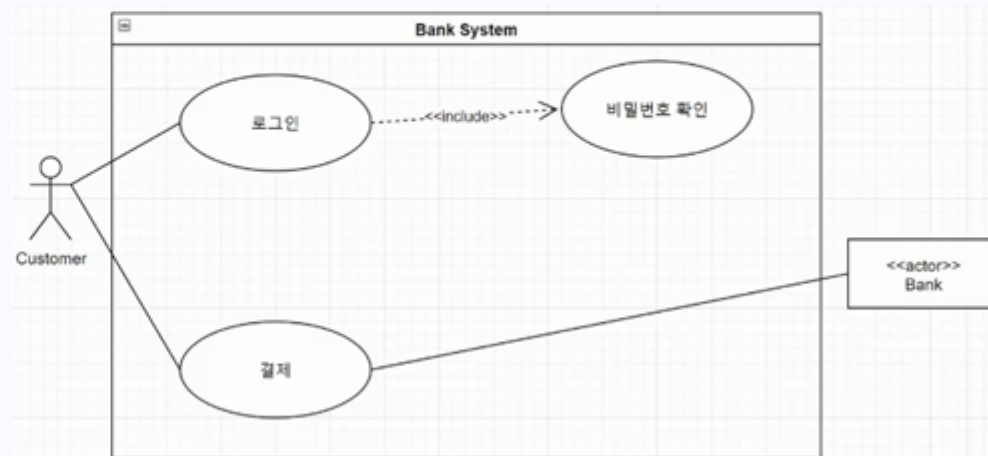 Bank System
로그인
<<include>>
비밀번호 확인
Customer
<<actor>>
Bank
결제